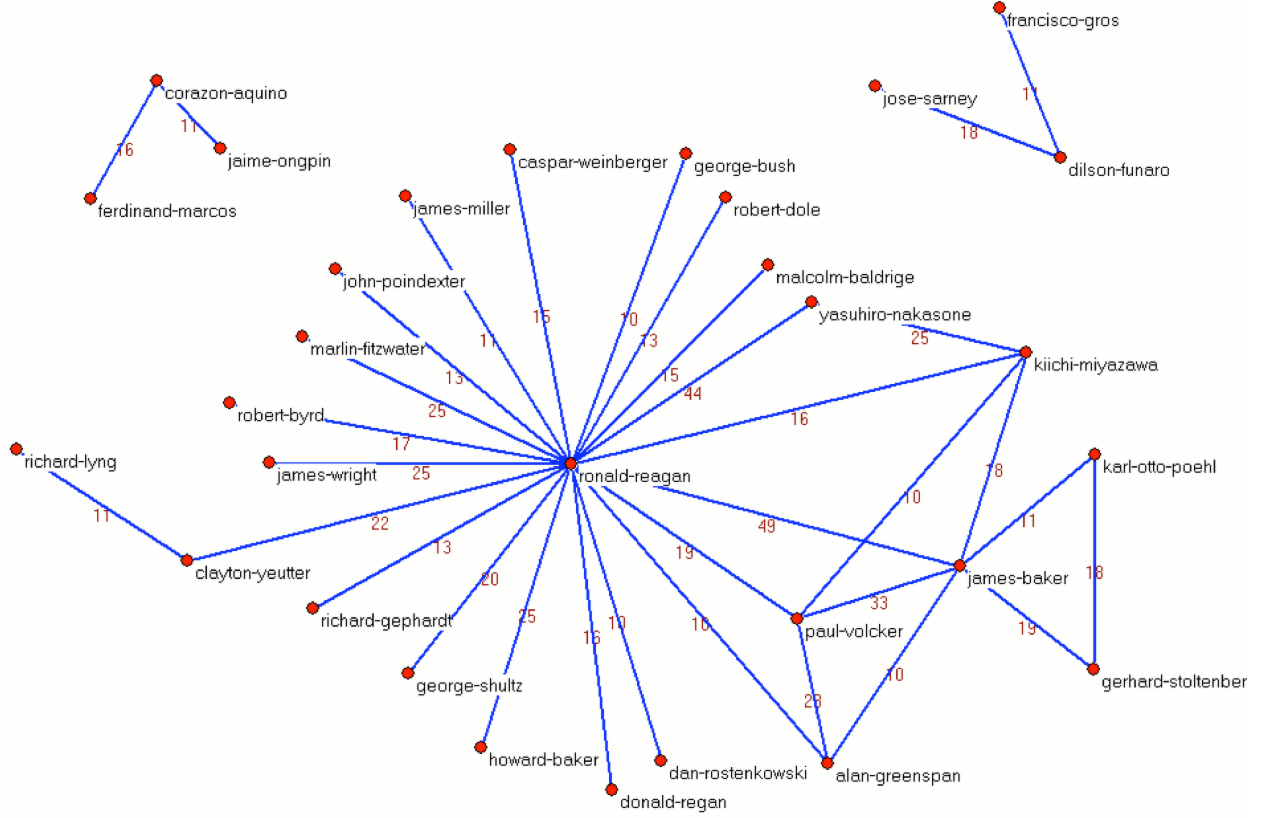 francisco-gros
corazon-aquino
jose-sarney
11
11
18
16
jaime-ongpin
caspar-weinberger
george-bush
dilson-funaro
ferdinand-marcos
james-miller
robert-dole
john-poindexter
malcolm-baldrige
yasuhiro-nakasone
15
10
marlin-fitzwater
11
13
25
kiichi-miyazawa
13
15
44
25
robert-byrd
16
17
richard-lyng
james-wright
25
ronald-reagan
18
karl-otto-poehl
10
11
22
49
11
13
19
clayton-yeutter
20
james-baker
18
33
richard-gephardt
25
16
10
paul-volcker
19
george-shultz
10
gerhard-stoltenber
howard-baker
dan-rostenkowski
alan-greenspan
donald-regan